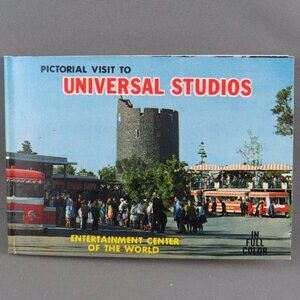 PICTORIAL VISIT TO
UNIVERSAL STUDIOS
ENTERTAINMENT CENTER
OF THE WORLD
IN
FULL
COLOR